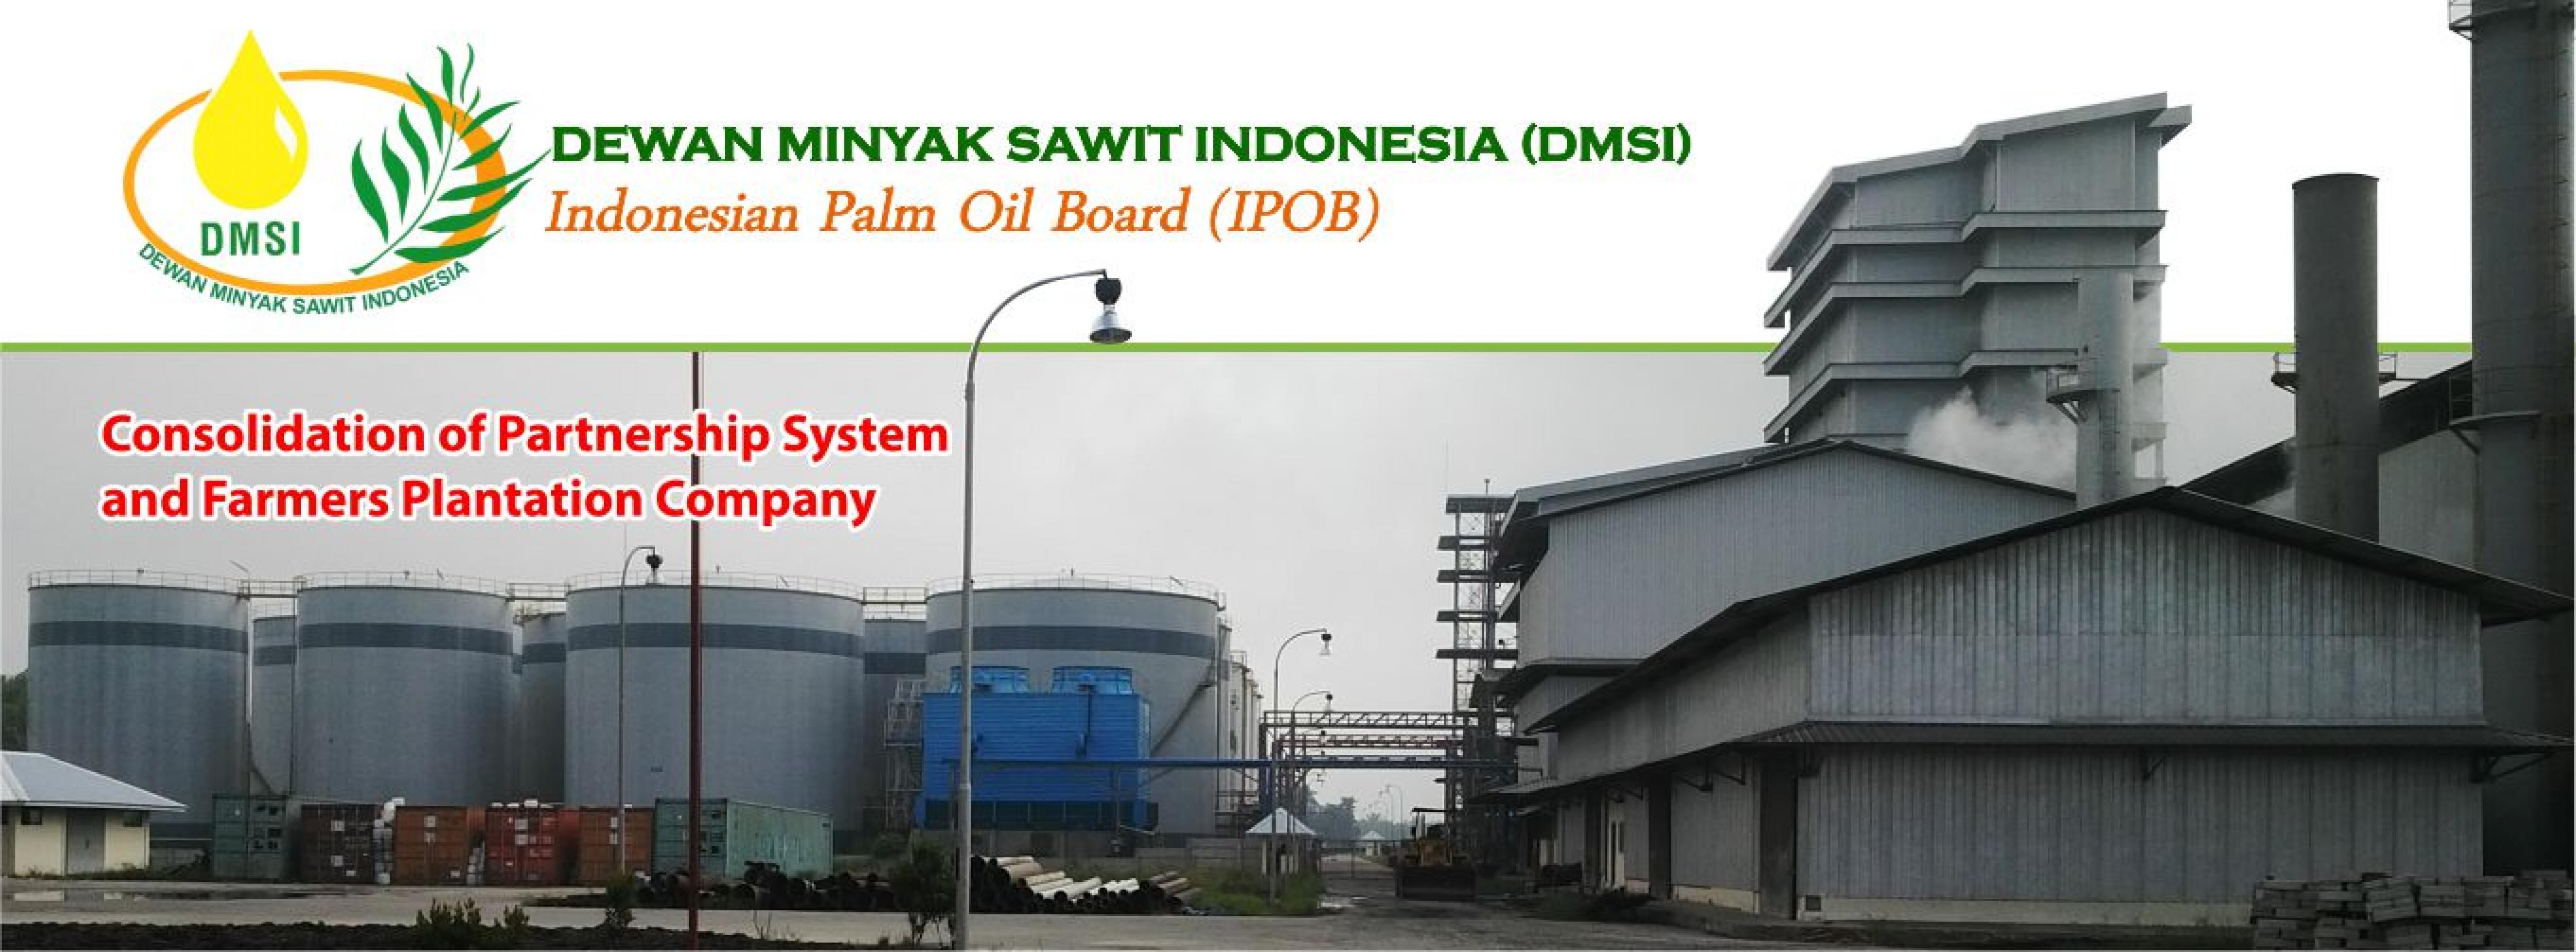 DMSI
DEWAN MINYAK SAWIT INDONESIA
DEWAN MINYAK SAWIT INDONESIA (DMSI)
Indonesian Palm Oil Board (IPOB)
Consolidation of Partnership System
and Farmers Plantation Company